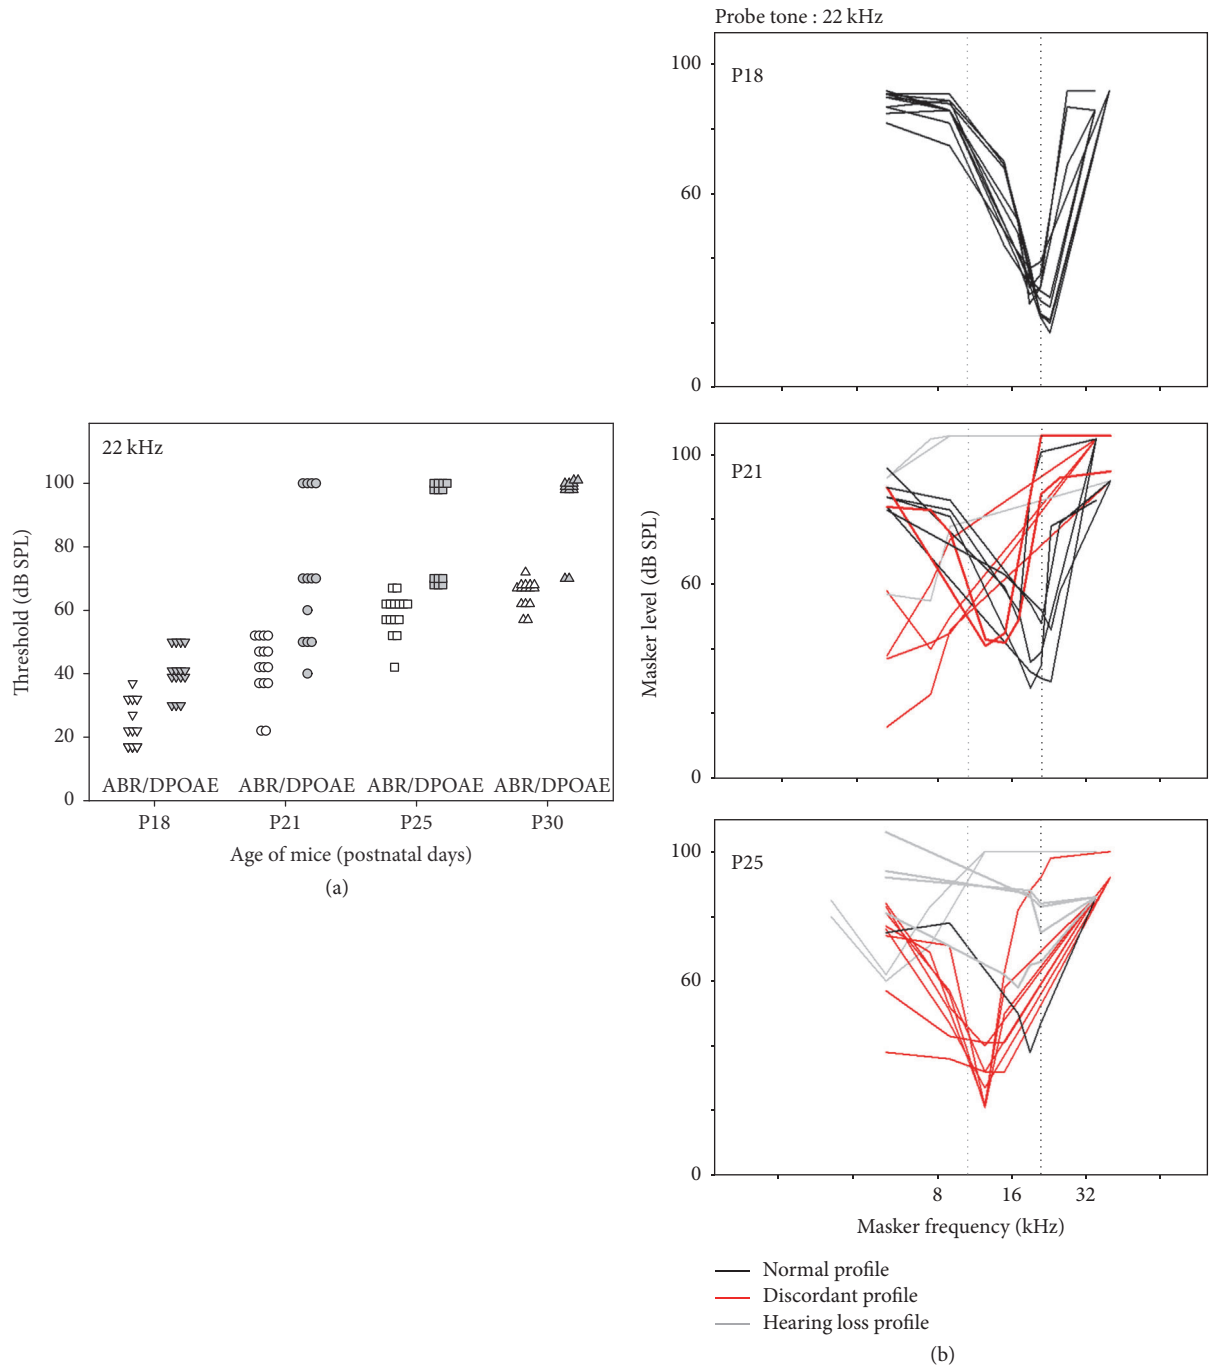 Probe tone : 22 kHz
100
P18
60
0
22 kHz
100
80
60
40
20
0
Threshold (dB SPL)
ABR/DPOAE ABR/DPOAE ABR/DPOAE ABR/DPOAE
P18 P21 P25 P30
Age of mice (postnatal days)
(a)
100
P21
60
0
Masker level (dB SPL)
100
P25
60
0
8 16 32
Masker frequency (kHz)
Normal profile
Discordant profile
Hearing loss profile
(b)